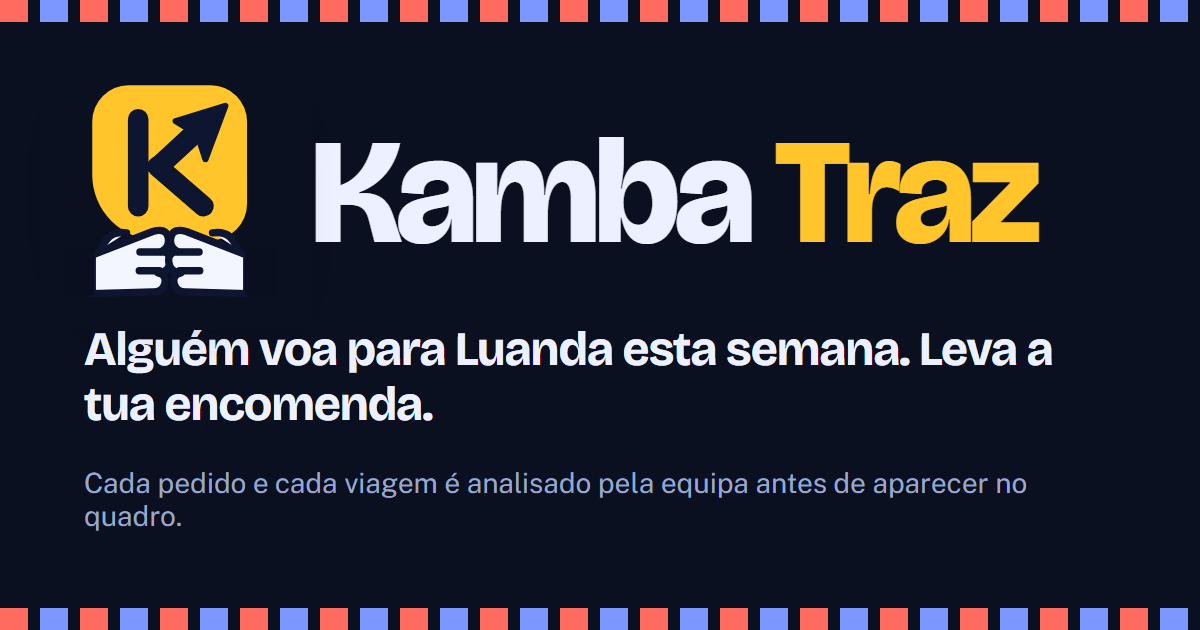 K
Kamba Traz
Alguém voa para Luanda esta semana. Leva a
tua encomenda.
Cada pedido e cada viagem é analisado pela equipa antes de aparecer no
quadro.